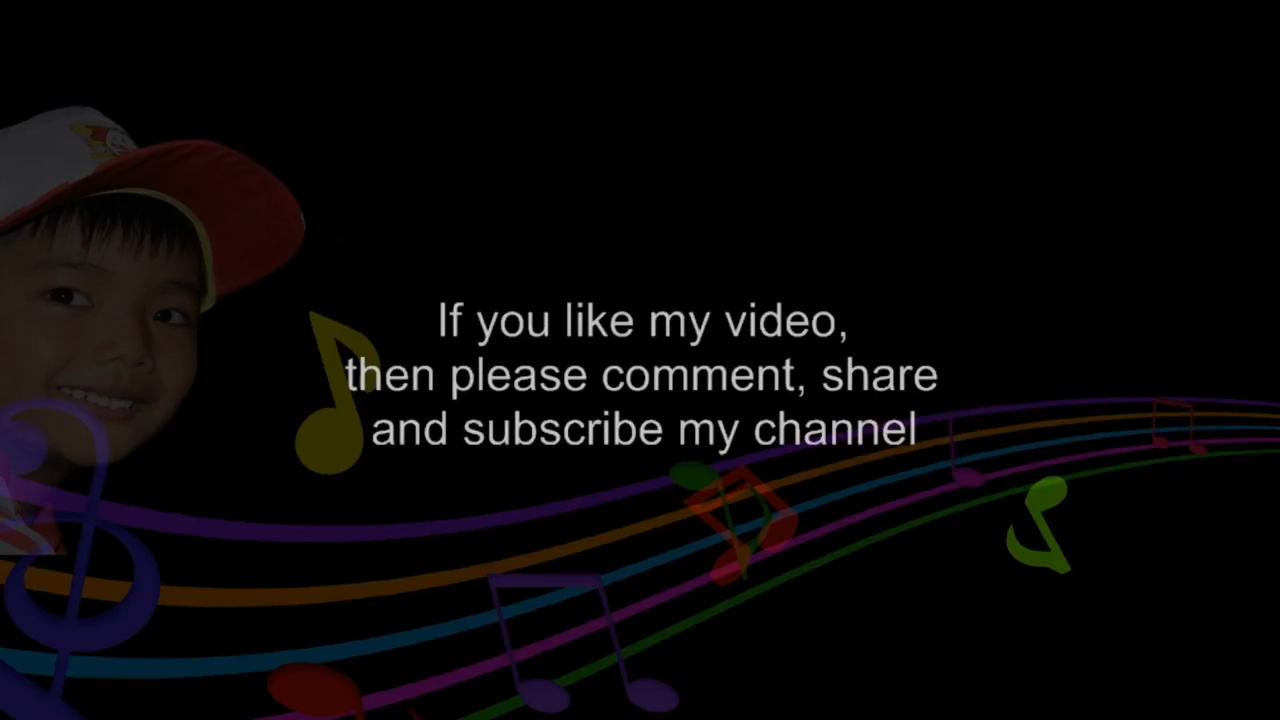 If you like my video,
then please comment, share
and subscribe my channel